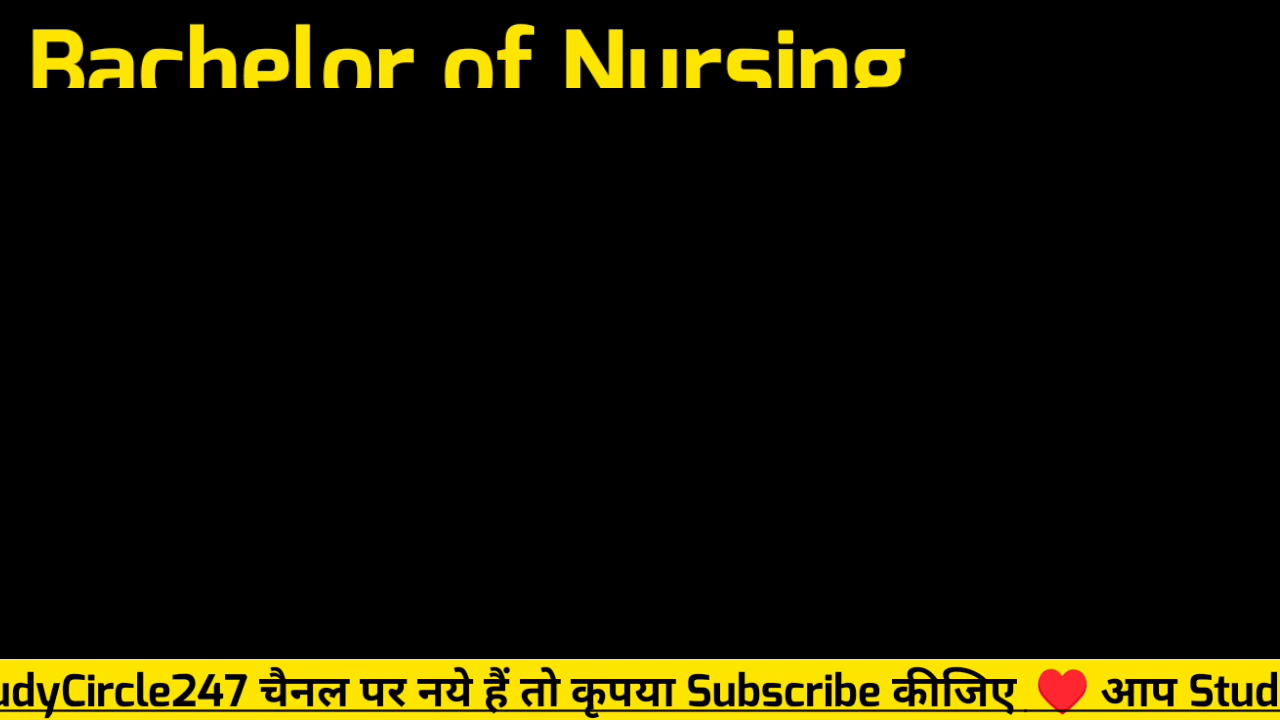 Bachelor of Nursing
udyCircle247 चैनल पर नये हैं तो कृपया Subscribe कीजिए ❤️ आप Stud